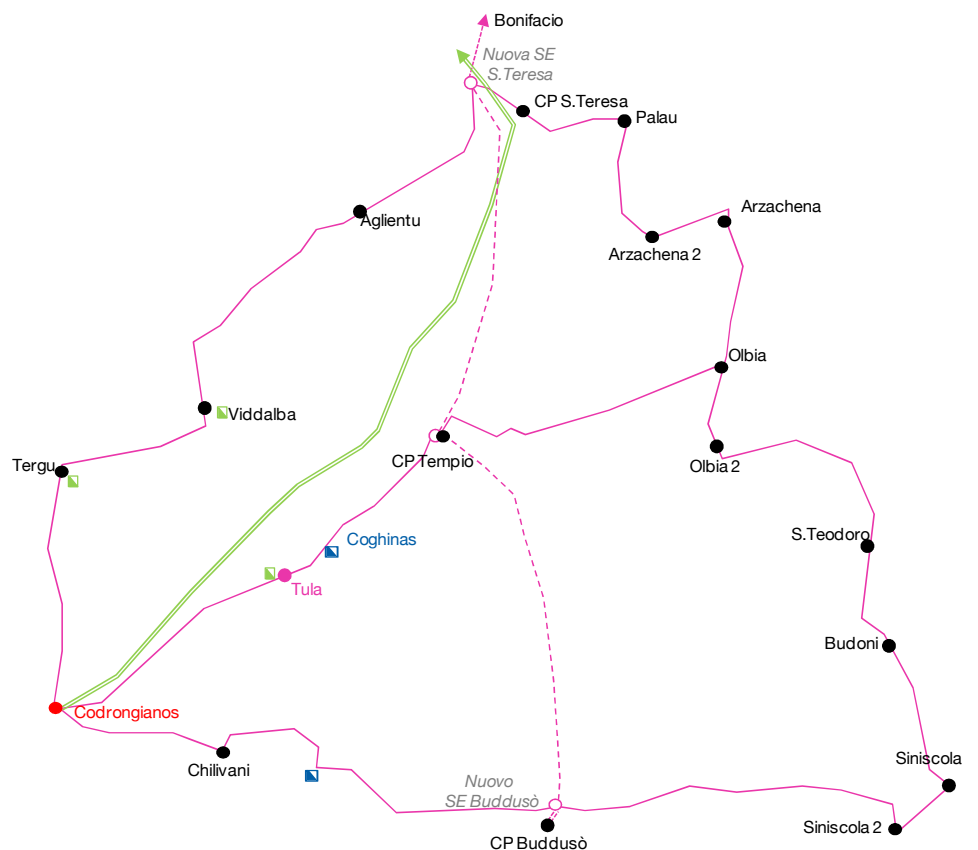 Bonifacio
Nuova SE
S.Teresa
CP S.Teresa
Palau
Aglientu
Arzachena
Arzachena 2
Olbia
Viddalba
CP Tempio
Olbia 2
Tergu
Coghinas
S.Teodoro
Tula
Budoni
Codrongianos
Chilivani
Nuovo
SE Buddusò
Siniscola
CP Buddusò
Siniscola 2